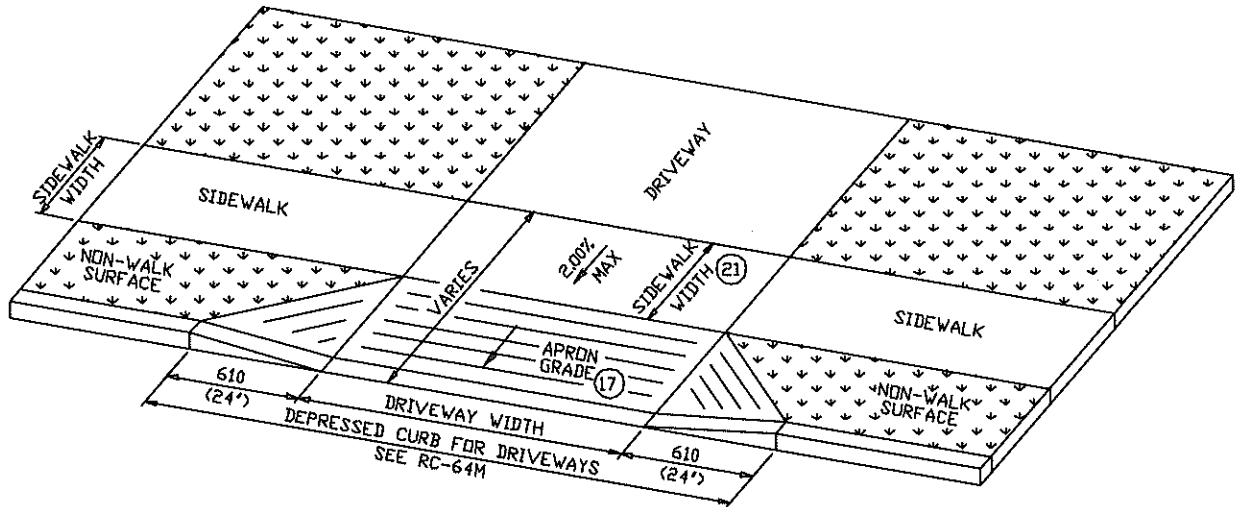 DRIVEWAY
SIDEWALK
WIDTH
SIDEWALK
2.00%
MAX
SIDEWALK
WIDTH
21
NON-WALK
SURFACE
VARIES
SIDEWALK
APRON
GRADE
17
610
(24")
DRIVEWAY WIDTH
NON-WALK
SURFACE
DEPRESSED CURB FOR DRIVEWAYS
SEE RC-64M
610
(24")